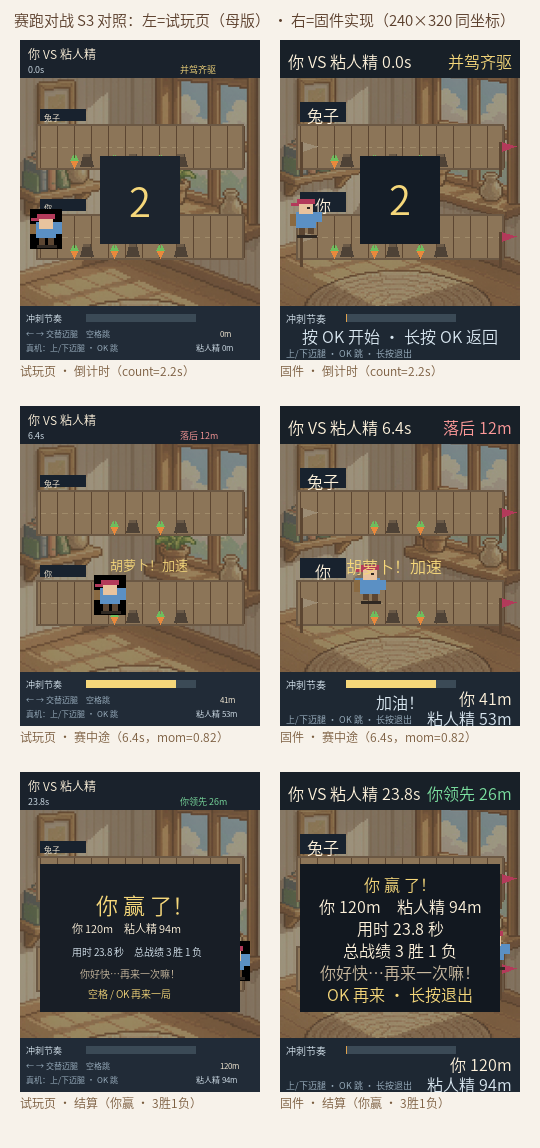 赛跑对战 S3 对照：左=试玩页（母版） · 右=固件实现（240×320 同坐标）
你 VS 粘人精
0.0s
并驾齐驱
兔子
你
2
冲刺节奏
←→ 交替迈腿 空格跳
0m
真机：上/下迈腿 · OK 跳
粘人精 0m
试玩页 · 倒计时（count=2.2s）
你 VS 粘人精 0.0s
并驾齐驱
兔子
你
2
冲刺节奏
按 OK 开始 · 长按 OK 返回
上/下迈腿 · OK 跳 · 长按退出
固件 · 倒计时（count=2.2s）
你 VS 粘人精
6.4s
落后 12m
兔子
你
胡萝卜！加速
冲刺节奏
←→ 交替迈腿 空格跳
41m
真机：上/下迈腿 · OK 跳
粘人精 53m
试玩页 · 赛中途（6.4s，mom=0.82）
你 VS 粘人精 6.4s
落后 12m
兔子
你
胡萝卜！加速
冲刺节奏
加油！
你 41m
上/下迈腿 · OK 跳 · 长按退出
粘人精 53m
固件 · 赛中途（6.4s，mom=0.82）
你 VS 粘人精
23.8s
你领先 26m
兔子
你 赢 了！
你 120m 粘人精 94m
用时 23.8 秒 总战绩 3 胜 1 负
你好快…再来一次嘛！
空格 / OK 再来一局
冲刺节奏
←→ 交替迈腿 空格跳
120m
真机：上/下迈腿 · OK 跳
粘人精 94m
试玩页 · 结算（你赢 · 3胜1负）
你 VS 粘人精 23.8s
你领先 26m
兔子
你 赢 了！
你 120m 粘人精 94m
用时 23.8 秒
总战绩 3 胜 1 负
你好快…再来一次嘛！
OK 再来 · 长按退出
冲刺节奏
你 120m
上/下迈腿 · OK 跳 · 长按退出
粘人精 94m
固件 · 结算（你赢 · 3胜1负）